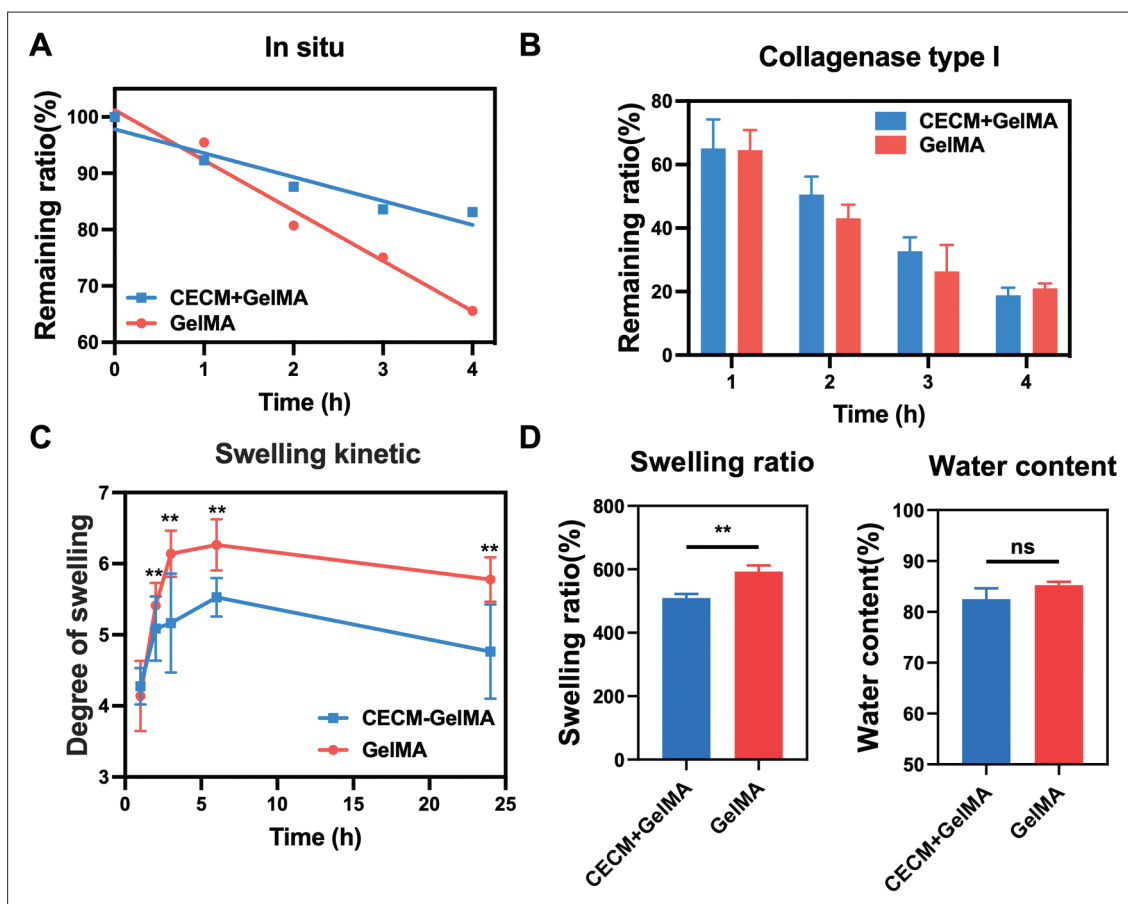 A
In situ
Remaining ratio(%)
100
90
80
70
60
CECM+GelMA
GelMA
0 1 2 3 4
Time (h)
B
Collagenase type I
Remaining ratio(%)
80
60
40
20
0
CECM+GelMA
GelMA
1 2 3 4
Time (h)
C
Swelling kinetic
Degree of swelling
7
6
5
4
3
** ** ** **
CECM-GelMA
GelMA
0 5 10 15 20 25
Time (h)
D
Swelling ratio
Swelling ratio(%)
800
600
400
200
0
**
CECM+GelMA
GelMA
Water content
Water content(%)
100
90
80
70
60
50
ns
CECM+GelMA
GelMA